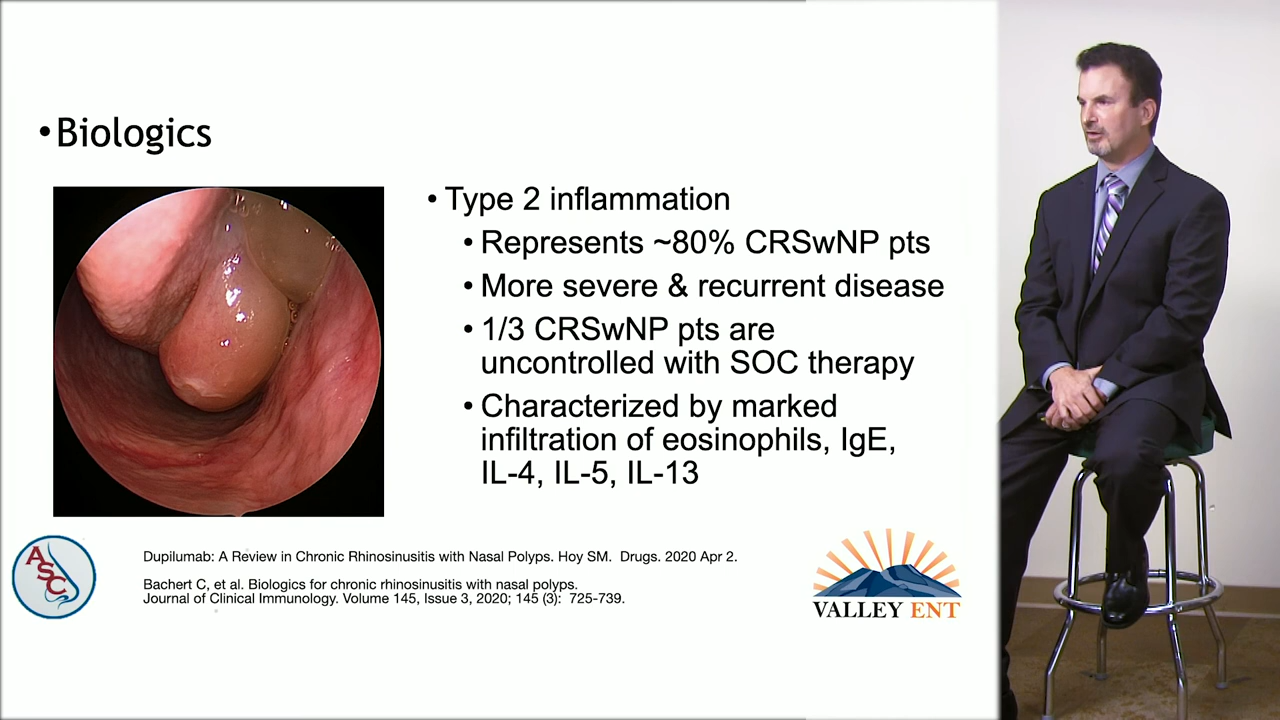 •Biologics
• Type 2 inflammation
• Represents ~80% CRSwNP pts
• More severe & recurrent disease
• 1/3 CRSwNP pts are
uncontrolled with SOC therapy
• Characterized by marked
infiltration of eosinophils, IgE,
IL-4, IL-5, IL-13
Dupilumab: A Review in Chronic Rhinosinusitis with Nasal Polyps. Hoy SM. Drugs. 2020 Apr 2.
Bachert C, et al. Biologics for chronic rhinosinusitis with nasal polyps.
Journal of Clinical Immunology. Volume 145, Issue 3, 2020; 145 (3): 725-739.
ASC
VALLEY ENT